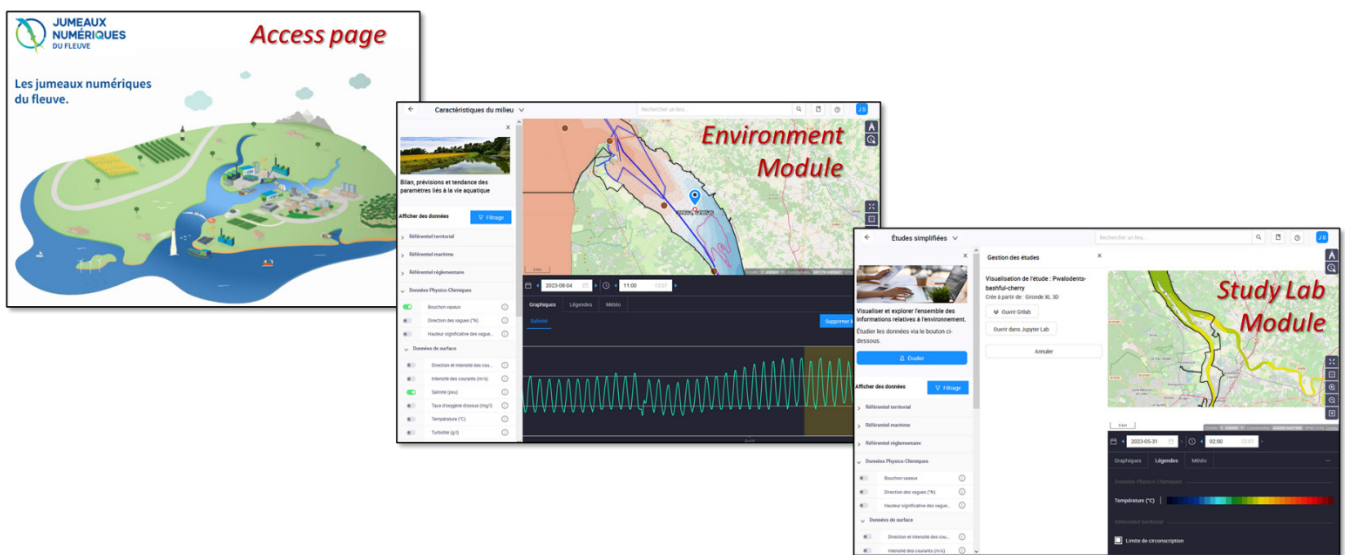 JUMEAUX
NUMÉRIQUES
DU FLEUVE
Access page
Les jumeaux numériques
du fleuve.
Caractéristiques du milieu
Rechercher un lieu
J B
Environment
Module
Bilan, prévisions et tendance des
paramètres liés à la vie aquatique
Afficher des données
Filtrage
Référentiel territorial
Référentiel maritime
Référentiel réglementaire
Données Physico-Chimiques
Bouchon vaseux
Direction des vagues (°N)
Hauteur significative des vague...
Données de surface
Direction et intensité des cou...
Intensité des courants (m/s)
Salinité (psu)
Taux d'oxygène dissous (mg/l)
Température (°C)
Turbidité (g/l)
2023-08-04
11:00
CEST
Graphiques
Légendes
Météo
Salinité
Études simplifiées
Rechercher un lieu...
J B
Gestion des études
Study Lab
Module
Visualiser et explorer l'ensemble des
informations relatives à l'environnement.
Étudier les données via le bouton ci-
dessous.
Étudier
Visualisation de l'étude : Pwalodents-
bashful-cherry
Crée à partir de : Gironde XL 3D
Ouvrir Gitlab
Ouvrir dans Jupyter Lab
Annuler
Afficher des données
Filtrage
Référentiel territorial
Référentiel maritime
Référentiel réglementaire
Données Physico-Chimiques
Bouchon vaseux
Direction des vagues (°N)
Hauteur significative des vague...
Données de surface
Direction et intensité des cou...
Intensité des courants (m/s)
2023-05-31
02:00
CEST
Graphiques
Légendes
Météo
Données Physico-Chimiques
Température (°C)
Référentiel territorial
Limite de circonscription